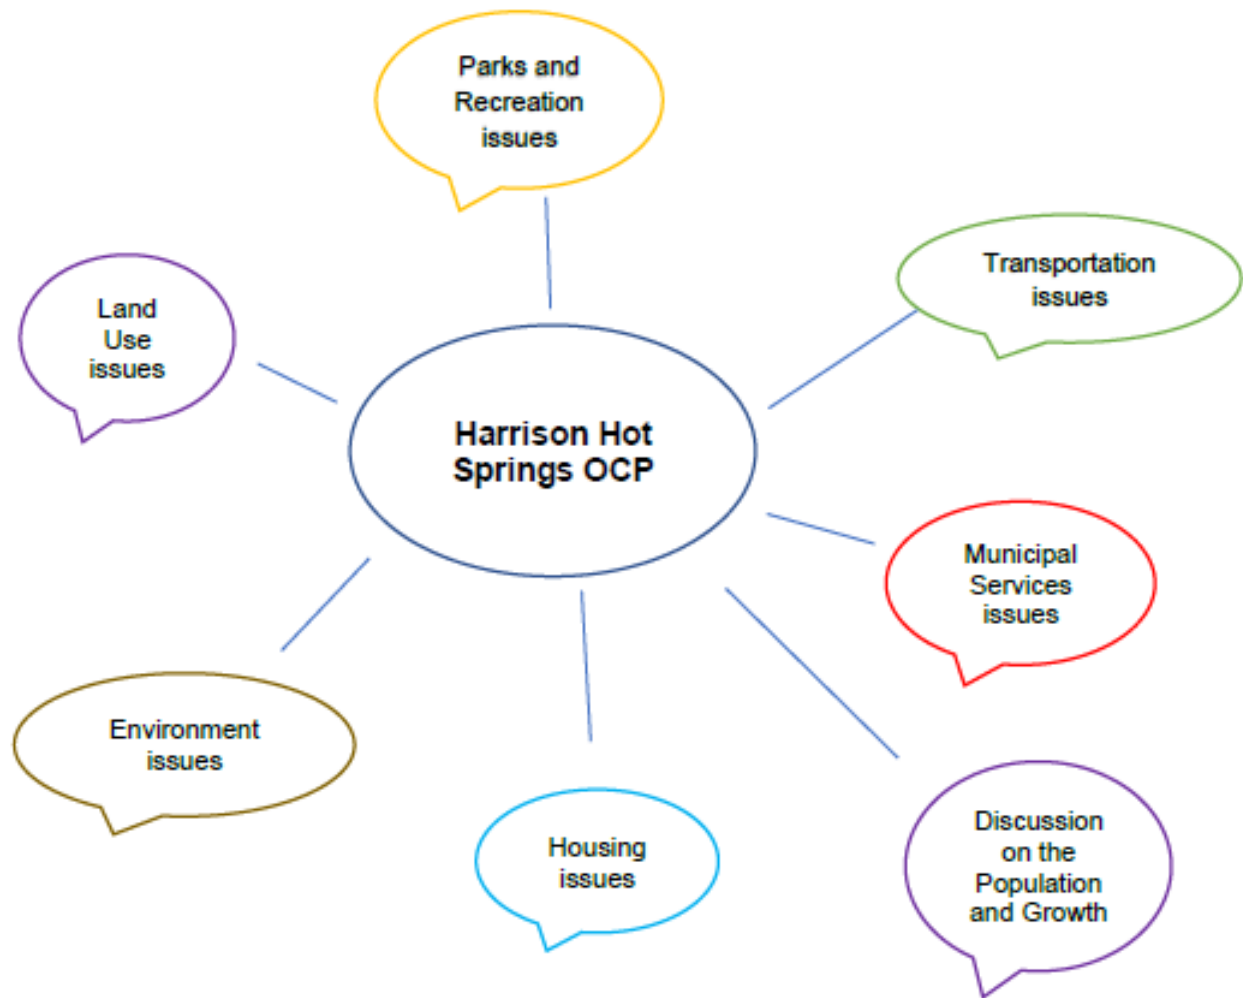 Parks and
Recreation
issues
Transportation
issues
Land
Use
issues
Harrison Hot
Springs OCP
Municipal
Services
issues
Environment
issues
Housing
issues
Discussion
on the
Population
and Growth